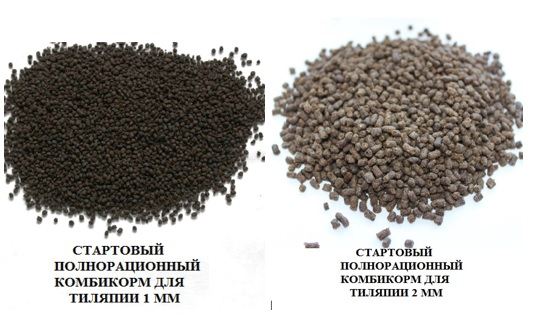 СТАРТОВЫЙ
ПОЛНОРАЦИОННЫЙ
КОМБИКОРМ ДЛЯ
ТИЛЯПИИ 1 ММ
СТАРТОВЫЙ
ПОЛНОРАЦИОННЫЙ
КОМБИКОРМ ДЛЯ
ТИЛЯПИИ 2 ММ